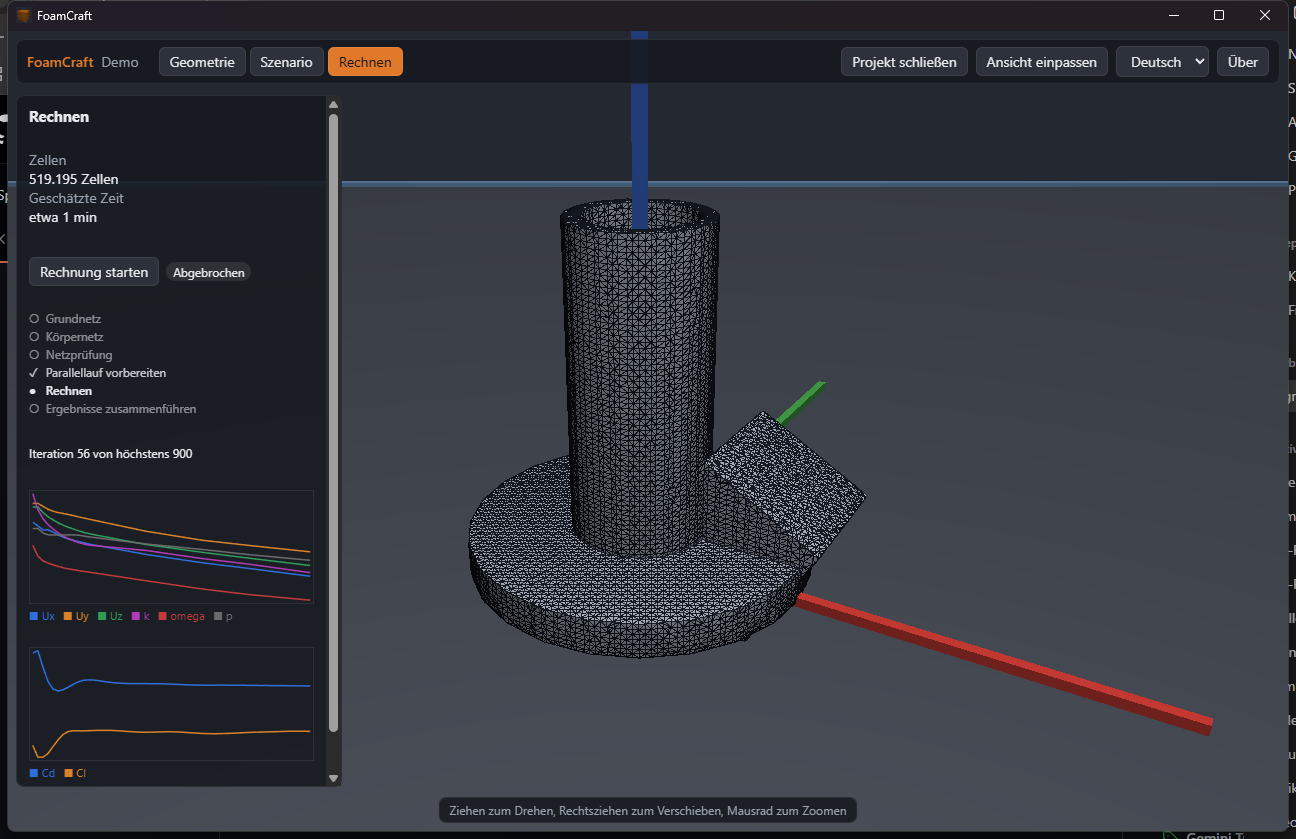 FoamCraft
FoamCraft Demo Geometrie Szenario Rechnen Projekt schließen Ansicht einpassen Deutsch Über
Rechnen
Zellen
519.195 Zellen
Geschätzte Zeit
etwa 1 min
Rechnung starten Abgebrochen
Grundnetz
Körpernetz
Netzprüfung
✓ Parallellauf vorbereiten
Rechnen
Ergebnisse zusammenführen
Iteration 56 von höchstens 900
Ux Uy Uz k omega p
Cd Cl
Ziehen zum Drehen, Rechtsziehen zum Verschieben, Mausrad zum Zoomen